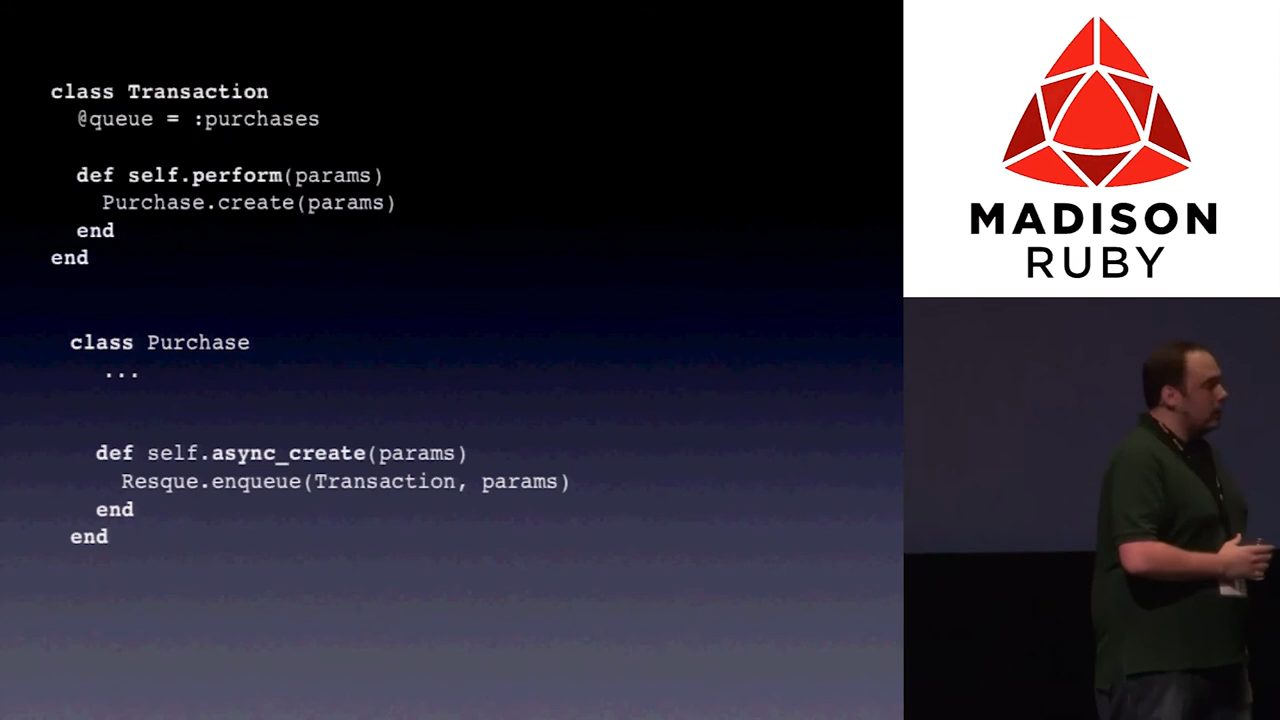 class Transaction
  @queue = :purchases
  def self.perform(params)
    Purchase.create(params)
  end
end
class Purchase
  ...
  def self.async_create(params)
    Resque.enqueue(Transaction, params)
  end
end
MADISON
RUBY